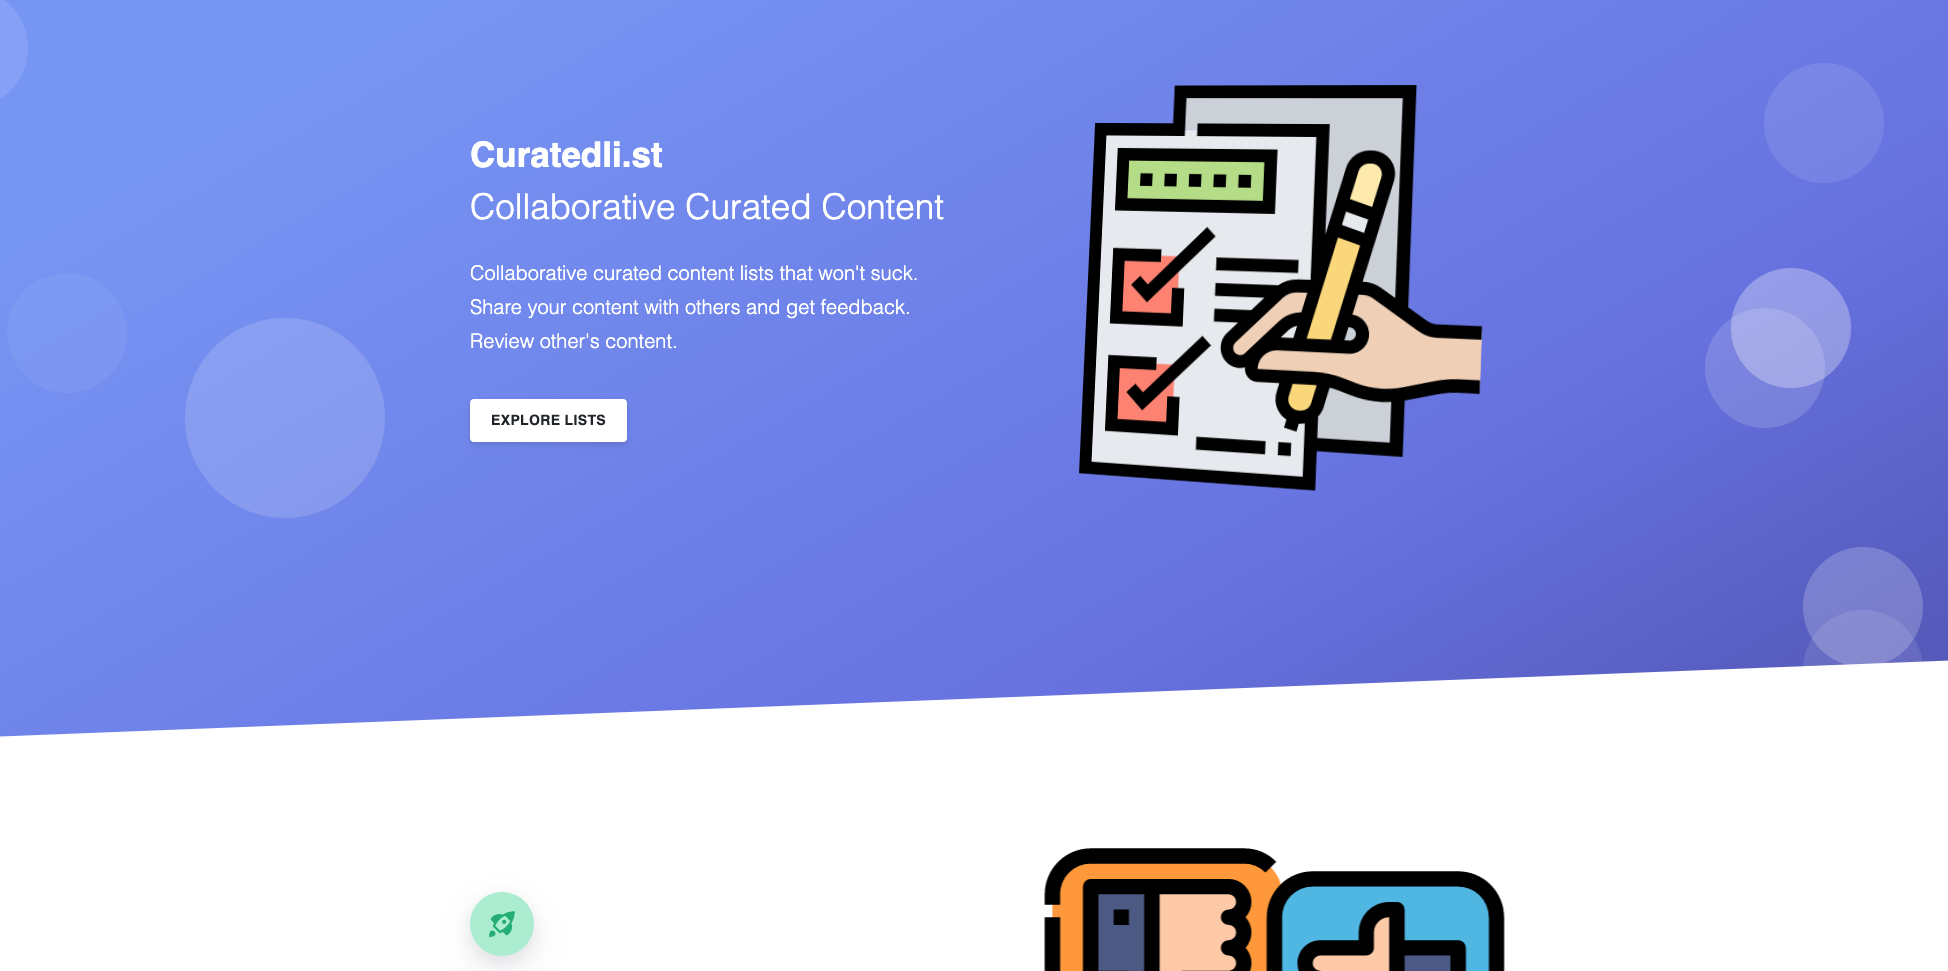 Curatedli.st
Collaborative Curated Content
Collaborative curated content lists that won't suck.
Share your content with others and get feedback.
Review other's content.
EXPLORE LISTS